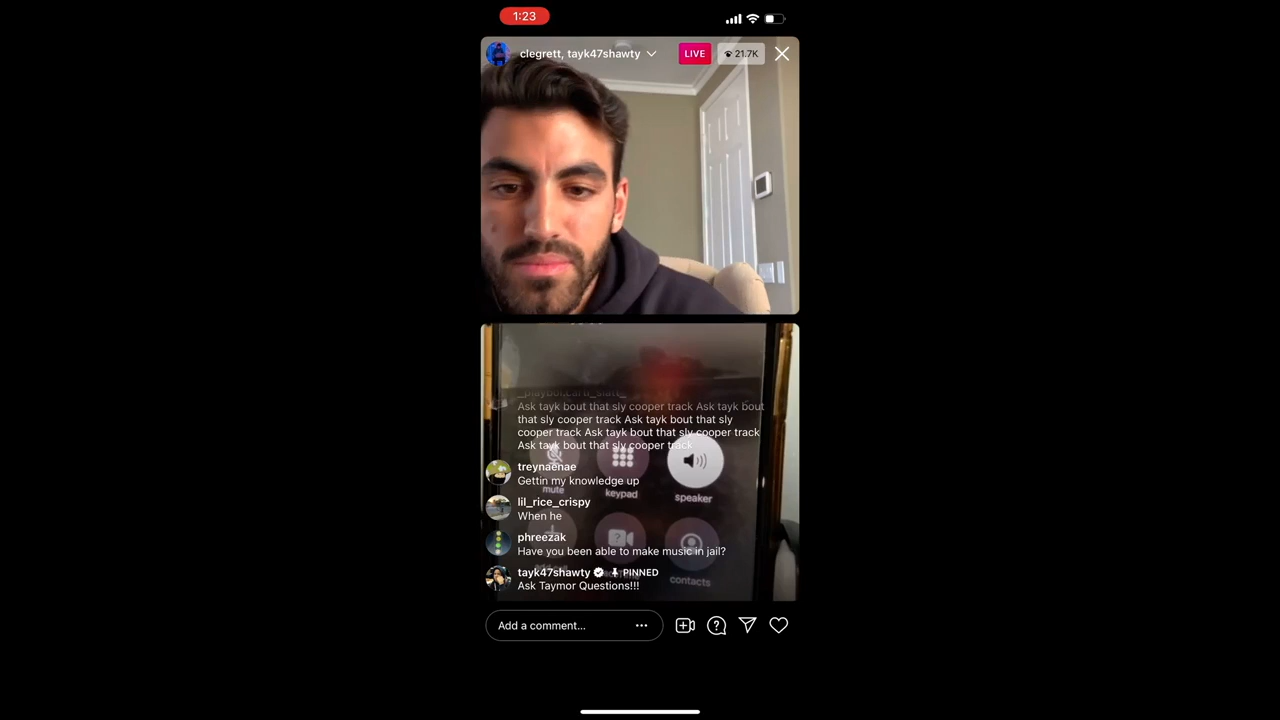 1:23
clegrett, tayk47shawty
LIVE
21.7K
_playboi.carti_slatt_
Ask tayk bout that sly cooper track Ask tayk bout
that sly cooper track Ask tayk bout that sly
cooper track Ask tayk bout that sly cooper track
Ask tayk bout that sly cooper track
treynaenae
Gettin my knowledge up
mute
keypad
speaker
lil_rice_crispy
When he
phreezak
Have you been able to make music in jail?
tayk47shawty PINNED
contacts
Ask Taymor Questions!!!
Add a comment...